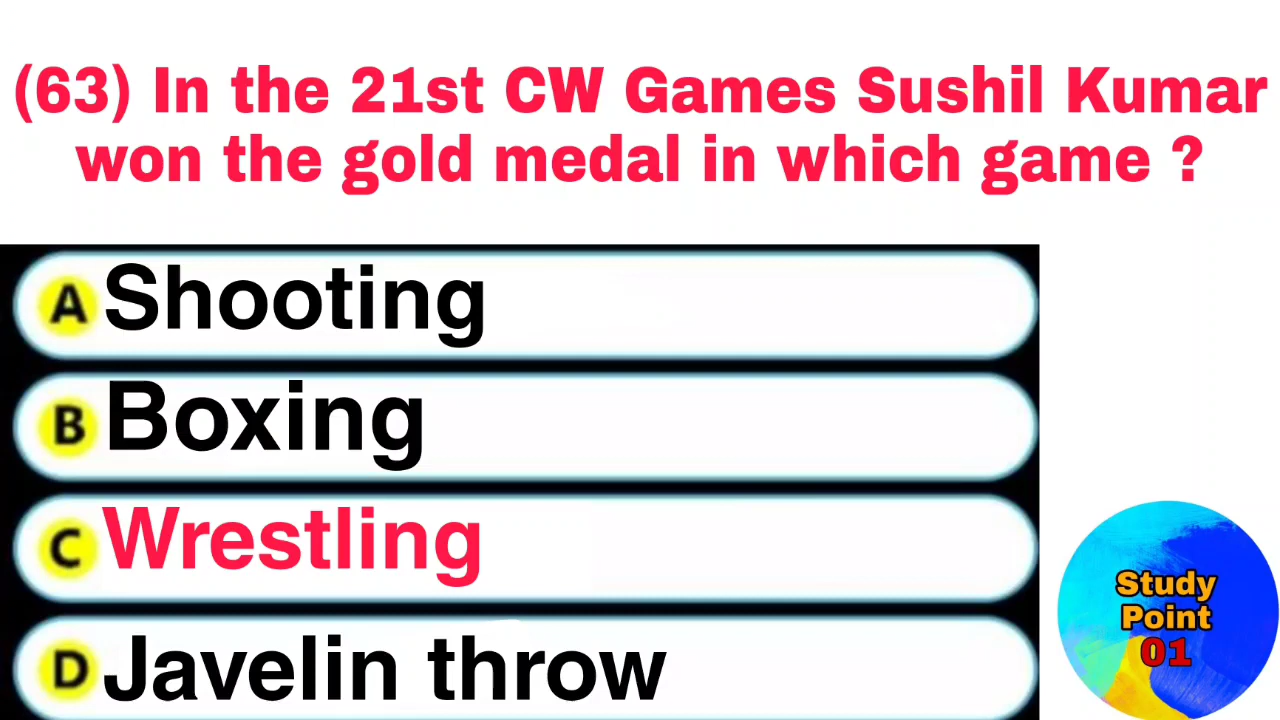 (63) In the 21st CW Games Sushil Kumar
won the gold medal in which game ?
A Shooting
B Boxing
C Wrestling
D Javelin throw
Study
Point
01